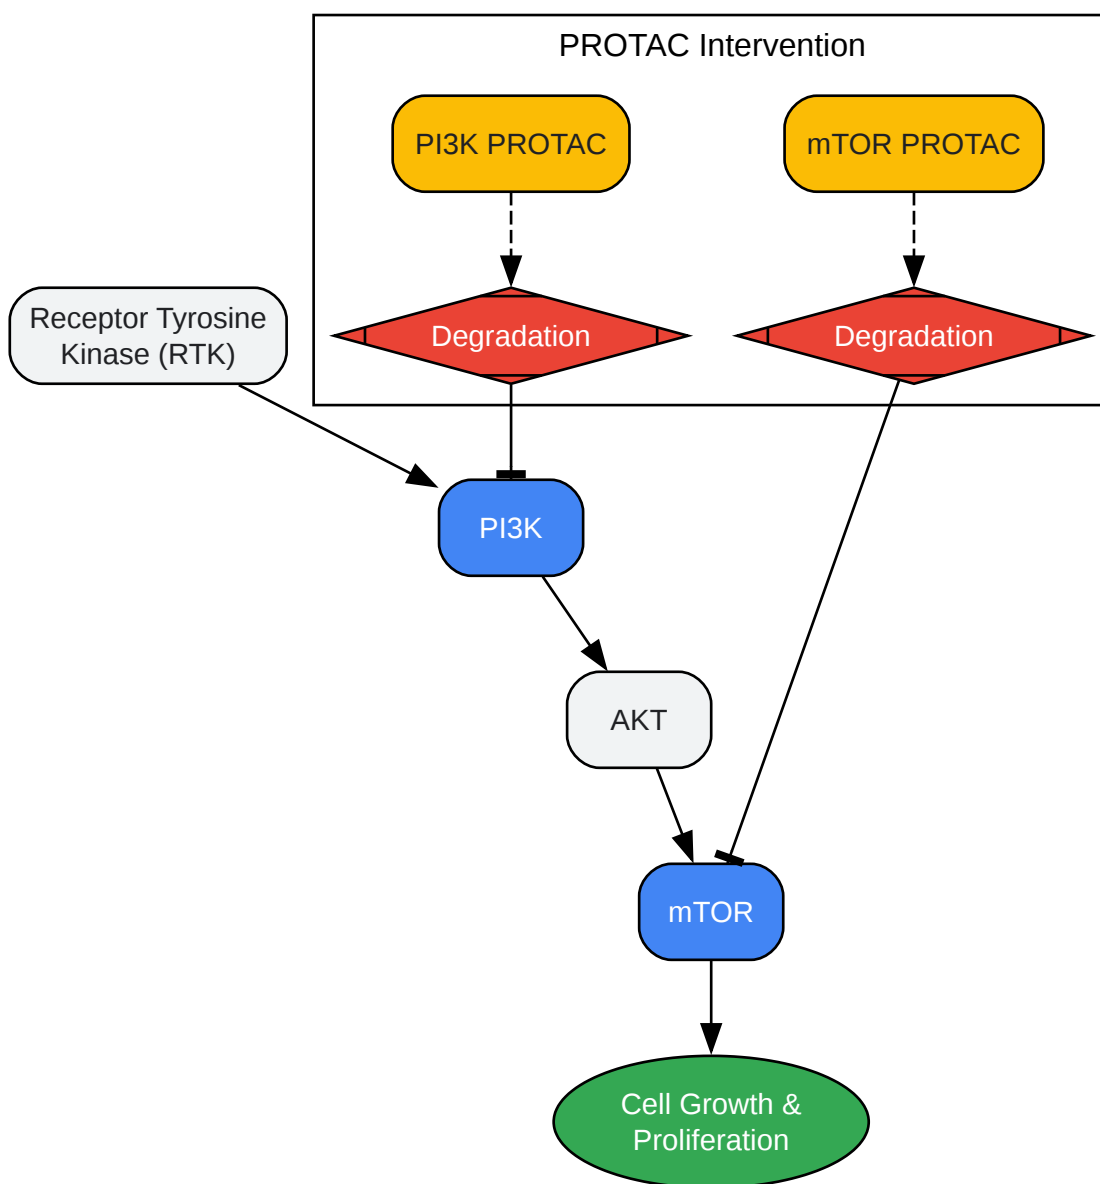 PROTAC Intervention
PI3K PROTAC
mTOR PROTAC
Receptor Tyrosine
Kinase (RTK)
Degradation
Degradation
PI3K
AKT
mTOR
Cell Growth &
Proliferation